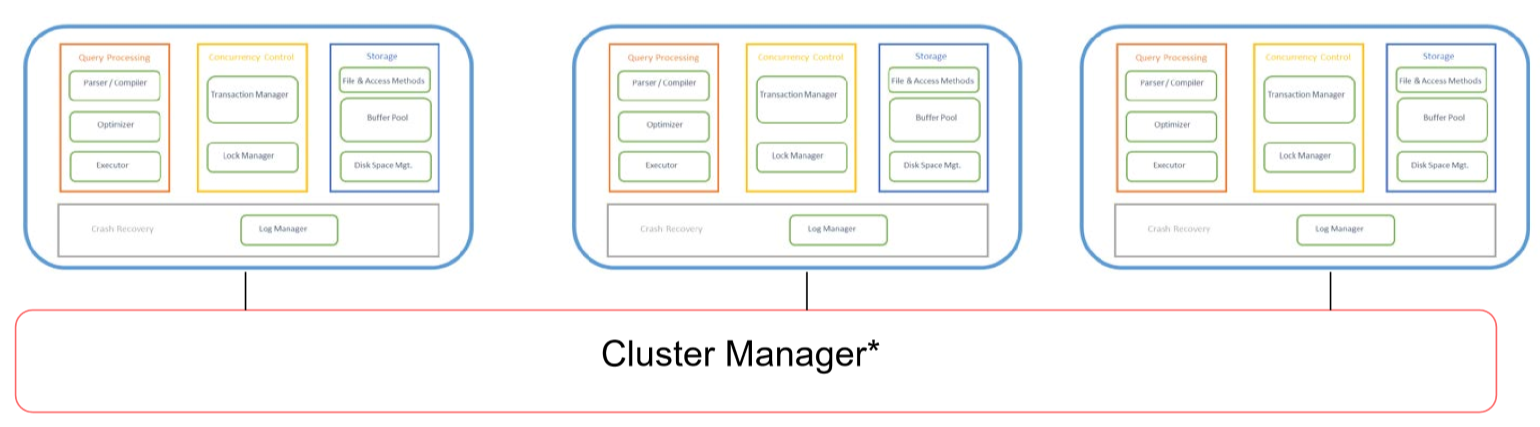 Query Processing
Parser / Compiler
Optimizer
Executor
Concurrency Control
Transaction Manager
Lock Manager
Storage
File & Access Methods
Buffer Pool
Disk Space Mgt.
Crash Recovery
Log Manager
Query Processing
Parser / Compiler
Optimizer
Executor
Concurrency Control
Transaction Manager
Lock Manager
Storage
File & Access Methods
Buffer Pool
Disk Space Mgt.
Crash Recovery
Log Manager
Query Processing
Parser / Compiler
Optimizer
Executor
Concurrency Control
Transaction Manager
Lock Manager
Storage
File & Access Methods
Buffer Pool
Disk Space Mgt.
Crash Recovery
Log Manager
Cluster Manager*